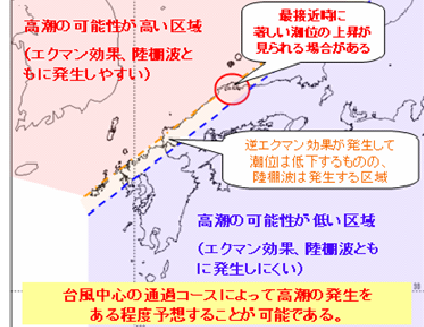 高潮の可能性が高い区域
(エクマン効果、陸棚波と
もに発生しやすい)
最接近時に
著しい潮位の上昇が
見られる場合がある
逆エクマン効果が発生して
潮位は低下するものの、
陸棚波は発生する区域
高潮の可能性が低い区域
(エクマン効果、陸棚波とも
に発生しにくい)
台風中心の通過コースによって高潮の発生を
ある程度予想することが可能である。